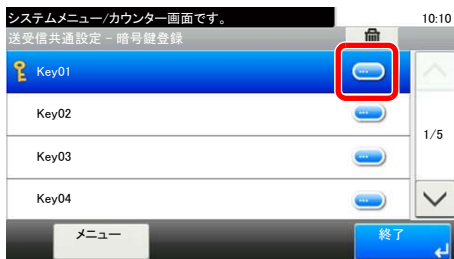 システムメニュー/カウンター画面です。
10:10
送受信共通設定 - 暗号鍵登録
Key01
Key02
1/5
Key03
Key04
メニュー
終了